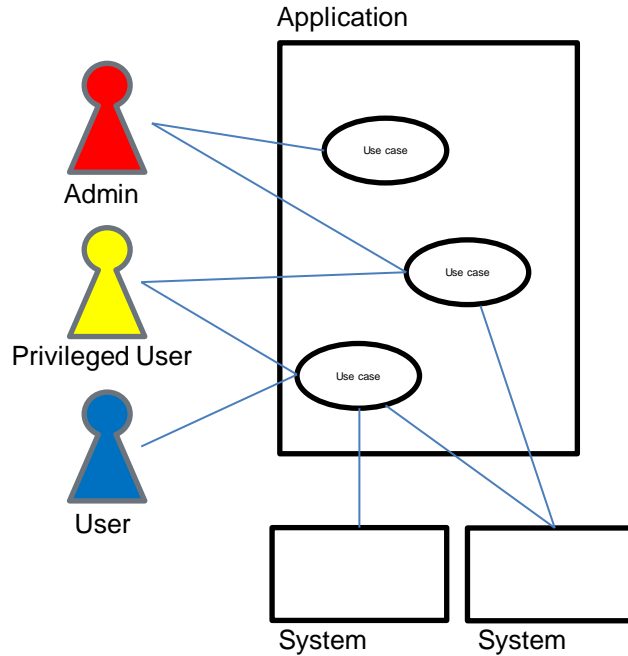 Application
Use case
Admin
Use case
Privileged User
Use case
User
System
System